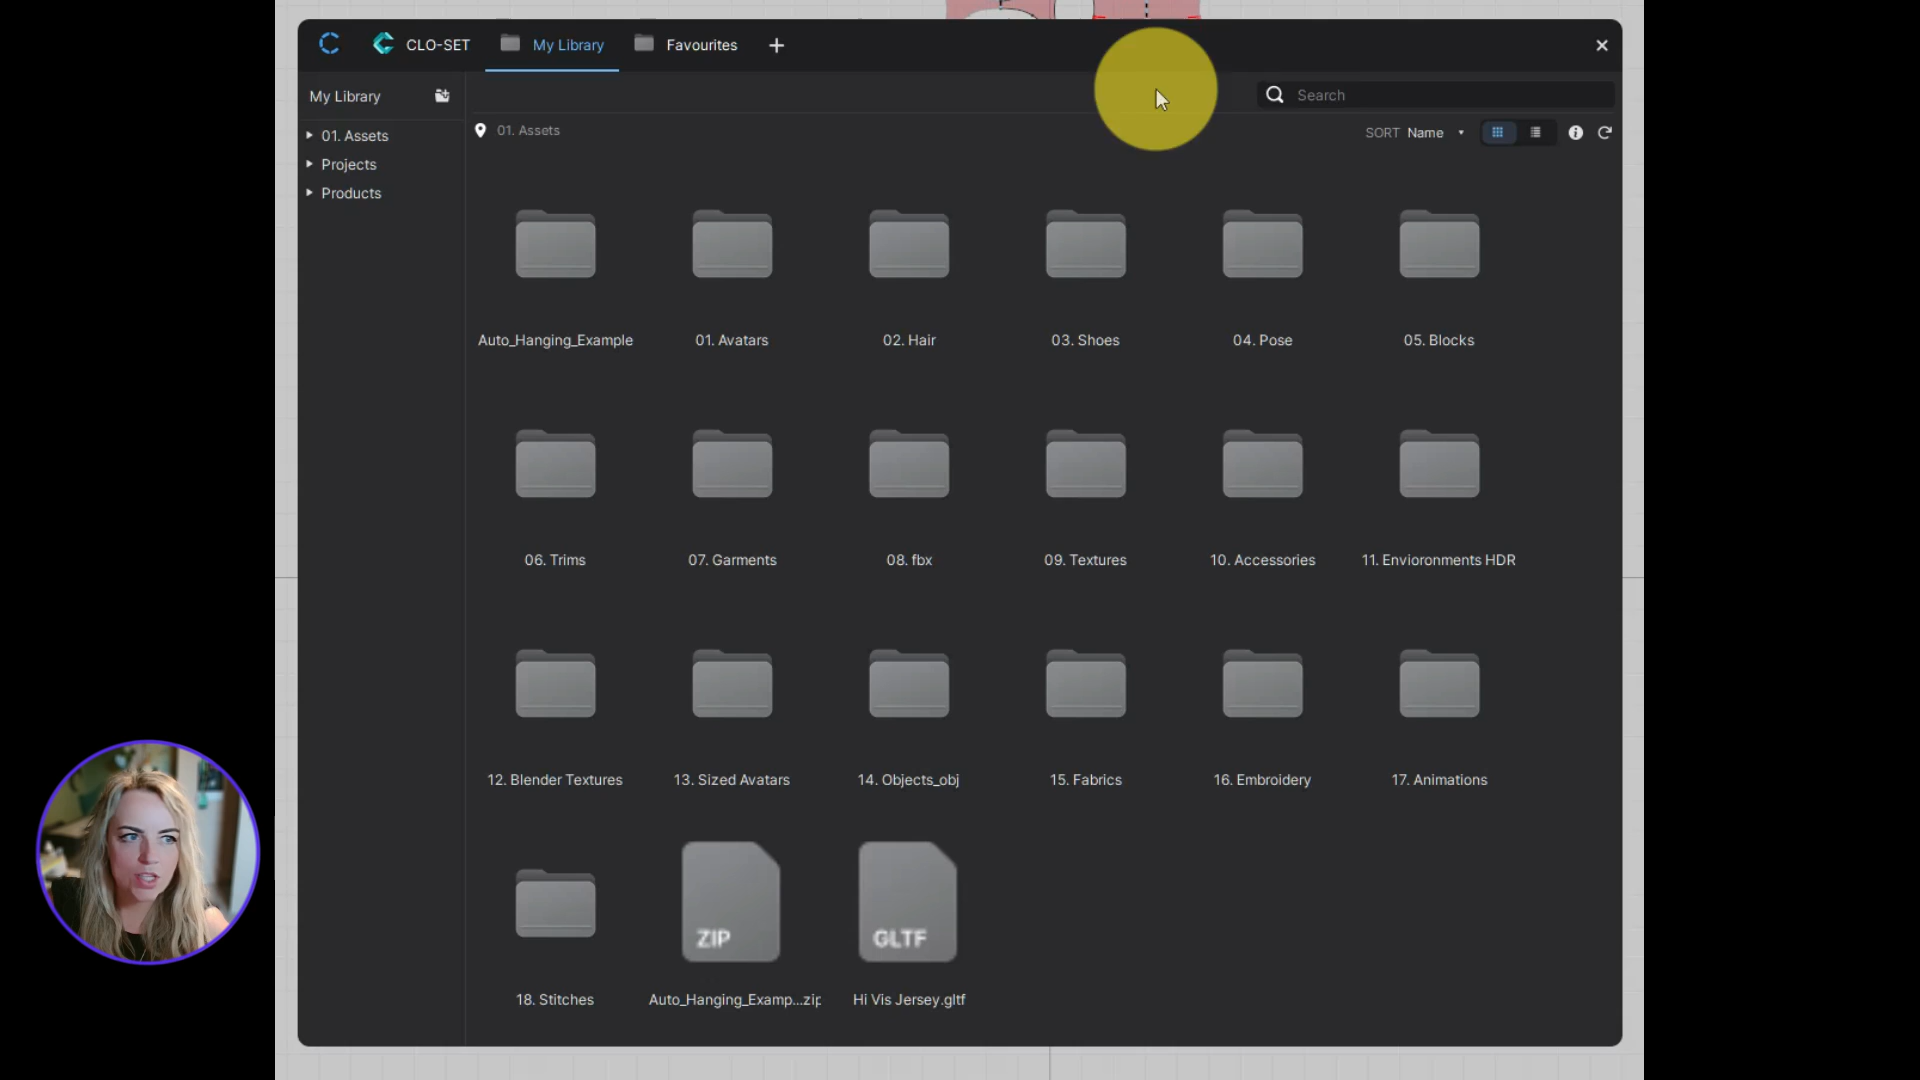 CLO-SET
My Library
Favourites
My Library
Search
01. Assets
Projects
Products
01. Assets
SORT Name
Auto_Hanging_Example
01. Avatars
02. Hair
03. Shoes
04. Pose
05. Blocks
06. Trims
07. Garments
08. fbx
09. Textures
10. Accessories
11. Envioronments HDR
12. Blender Textures
13. Sized Avatars
14. Objects_obj
15. Fabrics
16. Embroidery
17. Animations
ZIP
GLTF
18. Stitches
Auto_Hanging_Examp...zip
Hi Vis Jersey.gltf